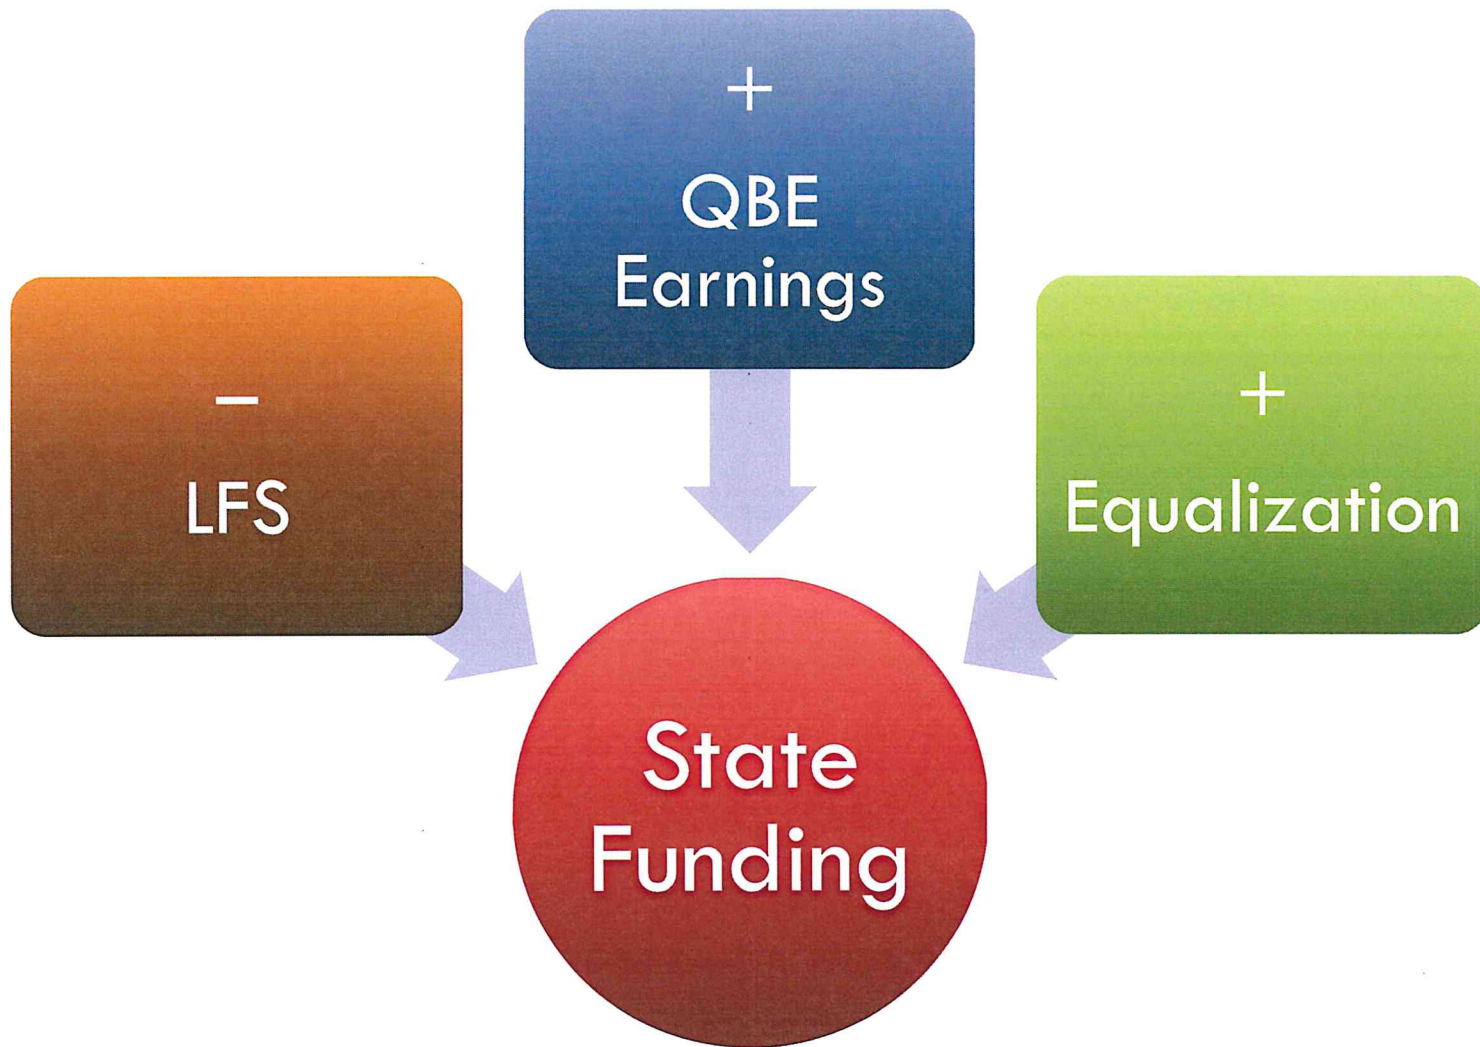 +
QBE
Earnings
–
LFS
+
Equalization
State
Funding